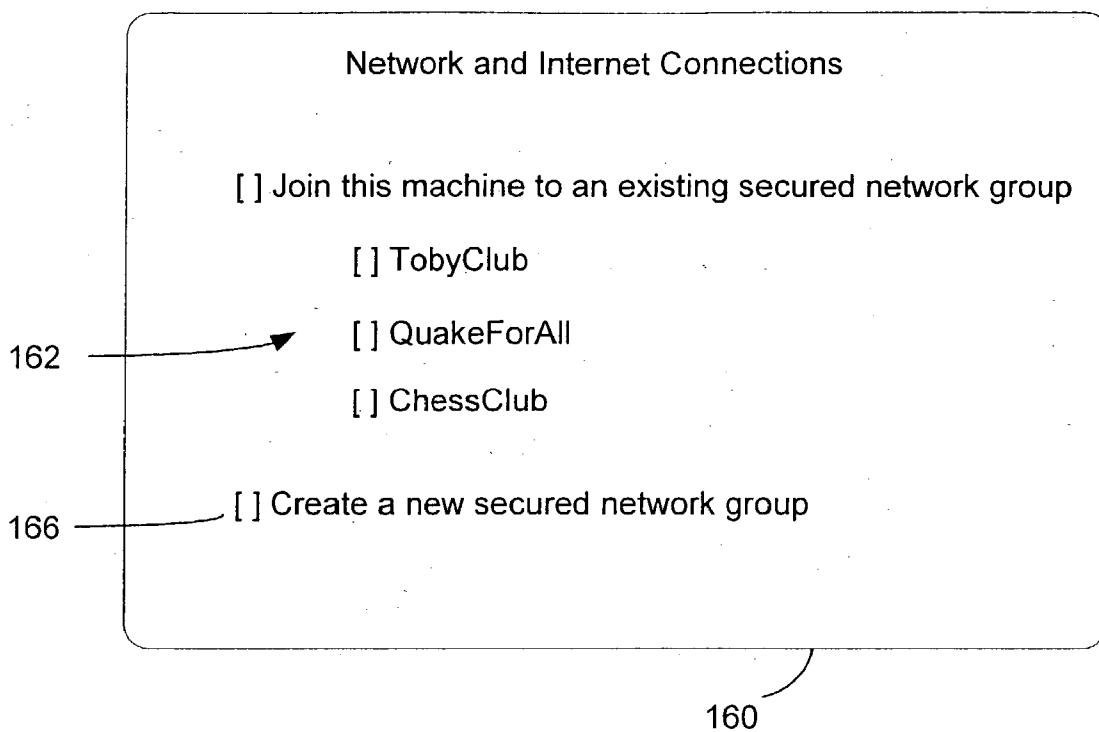 Network and Internet Connections
[ ] Join this machine to an existing secured network group
[ ] TobyClub
[ ] QuakeForAll
162
[ ] ChessClub
[ ] Create a new secured network group
166
160